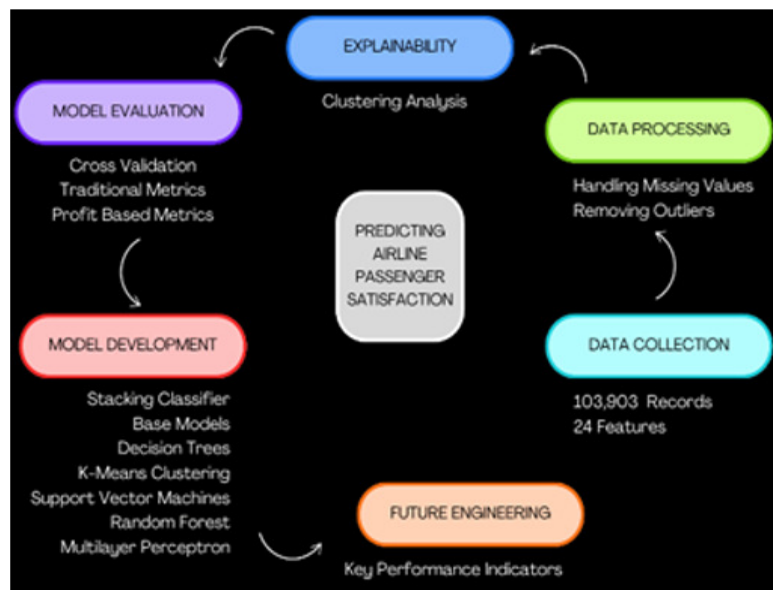 EXPLAINABILITY
Clustering Analysis
MODEL EVALUATION
Cross Validation
Traditional Metrics
Profit Based Metrics
DATA PROCESSING
Handling Missing Values
Removing Outliers
PREDICTING
AIRLINE
PASSENGER
SATISFACTION
MODEL DEVELOPMENT
Stacking Classifier
Base Models
Decision Trees
K-Means Clustering
Support Vector Machines
Random Forest
Multilayer Perceptron
DATA COLLECTION
103,903 Records
24 Features
FUTURE ENGINEERING
Key Performance Indicators